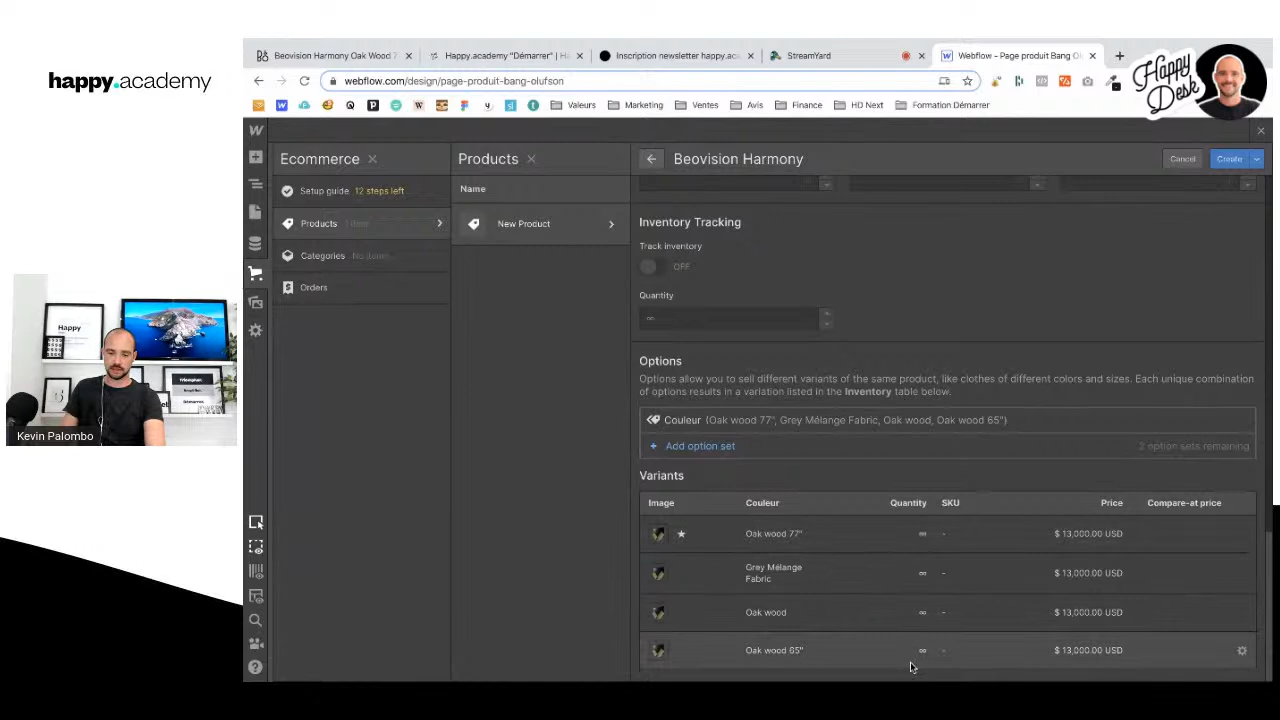 happy.academy
Beovision Harmony Oak Wood 7
Happy.academy "Démarrer" | H
Inscription newsletter happy.ac
StreamYard
Webflow - Page produit Bang O
webflow.com/design/page-produit-bang-olufson
Valeurs
Marketing
Ventes
Avis
Finance
HD Next
Formation Démarrer
Happy Desk
Ecommerce
Products
Beovision Harmony
Cancel
Create
Setup guide 12 steps left
Name
Products
New Product
Categories No items
Orders
Inventory Tracking
Track inventory
OFF
Quantity
∞
Options
Options allow you to sell different variants of the same product, like clothes of different colors and sizes. Each unique combination
of options results in a variation listed in the Inventory table below.
Couleur (Oak wood 77", Grey Mélange Fabric, Oak wood, Oak wood 65")
+ Add option set
2 option sets remaining
Variants
Image Couleur Quantity SKU Price Compare-at price
Oak wood 77" ∞ - $ 13,000.00 USD
Grey Mélange
Fabric ∞ - $ 13,000.00 USD
Oak wood ∞ - $ 13,000.00 USD
Oak wood 65" ∞ - $ 13,000.00 USD
Happy
Kevin Palombo